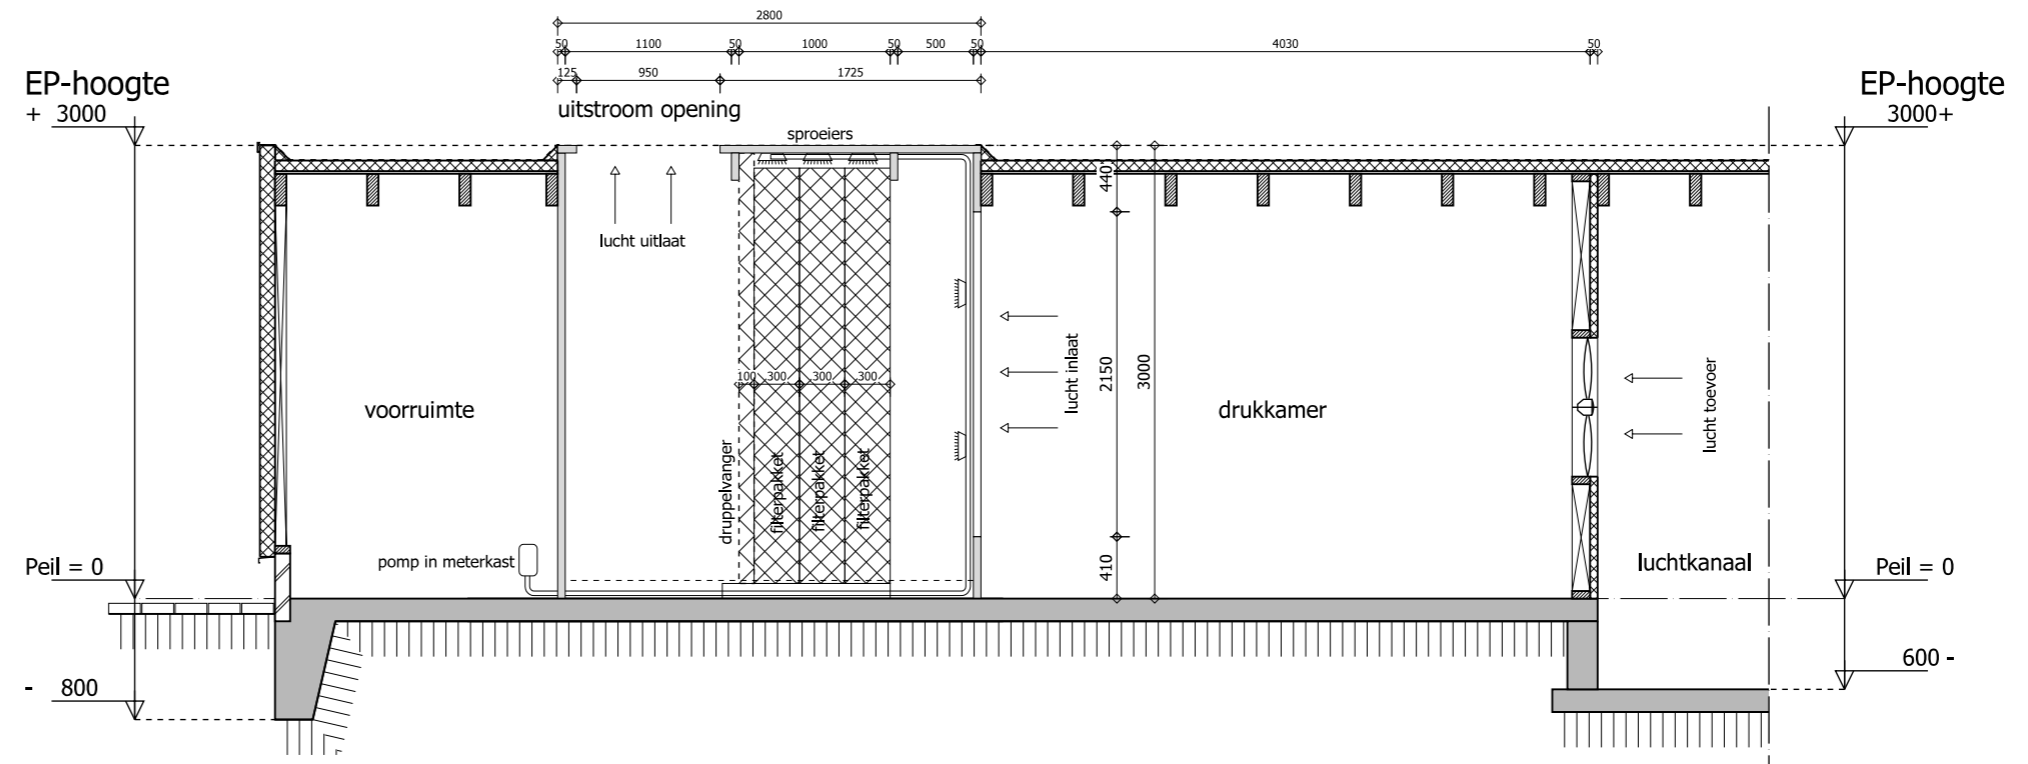 2800
50 1100 50 1000 50 500 50 4030 50
125 950 1725
EP-hoogte
+ 3000
uitstroom opening
EP-hoogte
3000+
sproeiers
440
lucht uitlaat
lucht inlaat
2150
3000
lucht toevoer
100 300 300 300
voorruimte
drukkamer
druppelvanger
filterpakket
filterpakket
filterpakket
pomp in meterkast
410
luchtkanaal
Peil = 0
Peil = 0
- 800
600 -